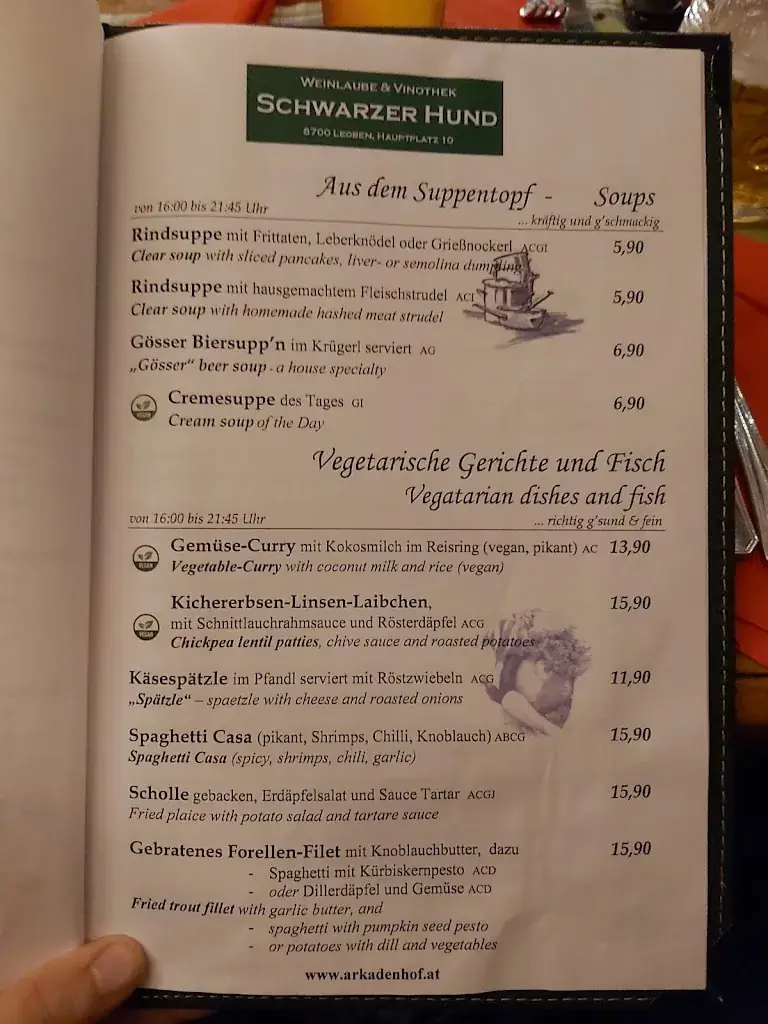 WEINLAUBE & VINOTHEK
SCHWARZER HUND
8700 LEOBEN, HAUPTPLATZ 10
Aus dem Suppentopf - Soups
von 16:00 bis 21:45 Uhr
... kräftig und g'schmackig
Rindsuppe mit Frittaten, Leberknödel oder Grießnockerl ACGI 5,90
Clear soup with sliced pancakes, liver- or semolina dumpling
Rindsuppe mit hausgemachtem Fleischstrudel ACI 5,90
Clear soup with homemade hashed meat strudel
Gösser Biersupp'n im Krügerl serviert AG 6,90
„Gösser“ beer soup - a house specialty
Cremesuppe des Tages GI 6,90
VEGAN
Cream soup of the Day
Vegetarische Gerichte und Fisch
Vegatarian dishes and fish
von 16:00 bis 21:45 Uhr ... richtig g'sund & fein
Gemüse-Curry mit Kokosmilch im Reisring (vegan, pikant) AC 13,90
VEGAN
Vegetable-Curry with coconut milk and rice (vegan)
Kichererbsen-Linsen-Laibchen, 15,90
mit Schnittlauchrahmsauce und Rösterdäpfel ACG
VEGAN
Chickpea lentil patties, chive sauce and roasted potatoes
Käsespätzle im Pfandl serviert mit Röstzwiebeln ACG 11,90
„Spätzle“ – spaetzle with cheese and roasted onions
Spaghetti Casa (pikant, Shrimps, Chilli, Knoblauch) ABCG 15,90
Spaghetti Casa (spicy, shrimps, chili, garlic)
Scholle gebacken, Erdäpfelsalat und Sauce Tartar ACGJ 15,90
Fried plaice with potato salad and tartare sauce
Gebratenes Forellen-Filet mit Knoblauchbutter, dazu 15,90
- Spaghetti mit Kürbiskernpesto ACD
- oder Dillerdäpfel und Gemüse ACD
Fried trout fillet with garlic butter, and
- spaghetti with pumpkin seed pesto
- or potatoes with dill and vegetables
www.arkadenhof.at